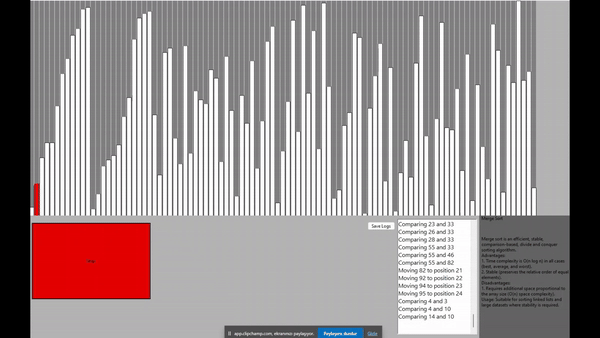 Save Logs
Comparing 23 and 33
Comparing 26 and 33
Comparing 28 and 33
Comparing 55 and 33
Comparing 55 and 46
Comparing 55 and 82
Moving 82 to position 21
Moving 92 to position 22
Moving 94 to position 23
Moving 95 to position 24
Comparing 4 and 3
Comparing 4 and 10
Comparing 14 and 10
Merge Sort
Merge sort is an efficient, stable,
comparison-based, divide and conquer
sorting algorithm.
Advantages:
1. Time complexity is O(n log n) in all cases
(best, average, and worst).
2. Stable (preserves the relative order of equal
elements).
Disadvantages:
1. Requires additional space proportional to
the array size (O(n) space complexity).
Usage: Suitable for sorting linked lists and
large datasets where stability is required.
app.clipchamp.com, ekranınızı paylaşıyor.
Paylaşımı durdur
Gizle